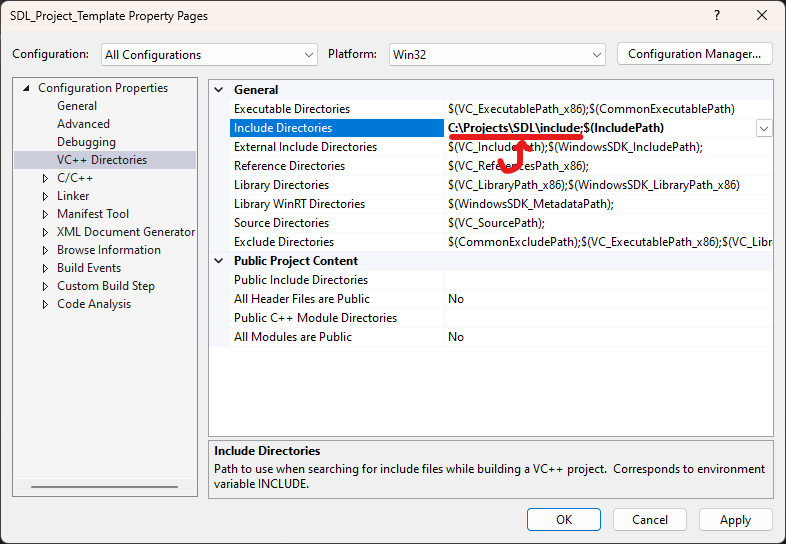 SDL_Project_Template Property Pages
Configuration: All Configurations Platform: Win32 Configuration Manager...
Configuration Properties
General
Advanced
Debugging
VC++ Directories
C/C++
Linker
Manifest Tool
XML Document Generator
Browse Information
Build Events
Custom Build Step
Code Analysis
General
Executable Directories $(VC_ExecutablePath_x86);$(CommonExecutablePath)
Include Directories C:\Projects\SDL\include;$(IncludePath)
External Include Directories $(VC_IncludePath);$(WindowsSDK_IncludePath);
Reference Directories $(VC_ReferencesPath_x86);
Library Directories $(VC_LibraryPath_x86);$(WindowsSDK_LibraryPath_x86)
Library WinRT Directories $(WindowsSDK_MetadataPath);
Source Directories $(VC_SourcePath);
Exclude Directories $(CommonExcludePath);$(VC_ExecutablePath_x86);$(VC_Libra
Public Project Content
Public Include Directories
All Header Files are Public No
Public C++ Module Directories
All Modules are Public No
Include Directories
Path to use when searching for include files while building a VC++ project. Corresponds to environment
variable INCLUDE.
OK Cancel Apply